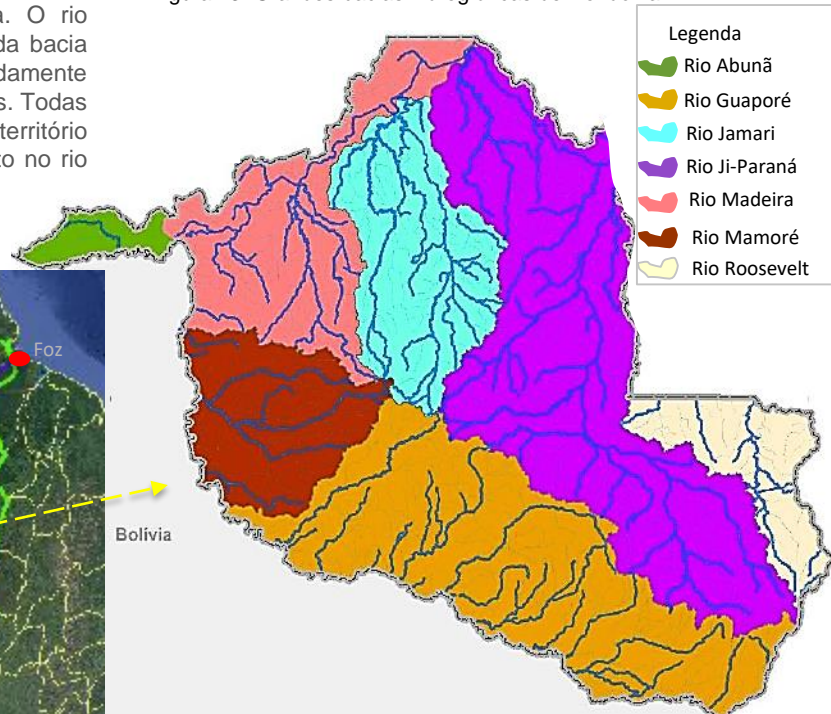 a. O rio
da bacia
damente
s. Todas
território
to no rio
Legenda
Rio Abunã
Rio Guaporé
Rio Jamari
Rio Ji-Paraná
Rio Madeira
Rio Mamoré
Rio Roosevelt
Foz
Bolívia